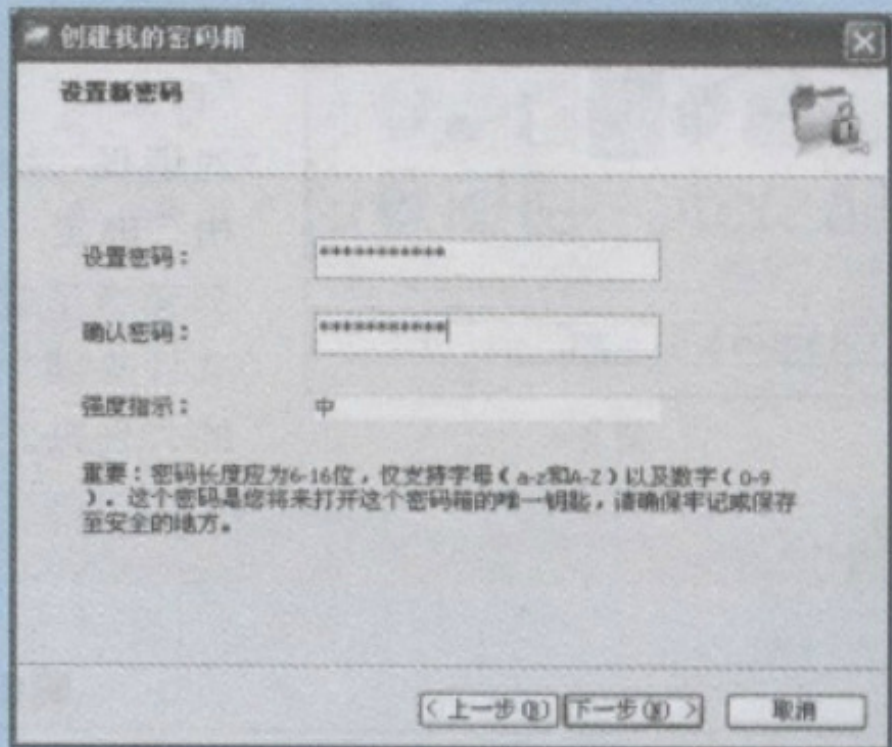 创建我的密码箱
设置新密码
设置密码： ***********
确认密码： ***********
强度指示： 中
重要：密码长度应为6-16位，仅支持字母（a-z和A-Z）以及数字（0-9
）。这个密码是您将来打开这个密码箱的唯一钥匙，请确保牢记或保存
至安全的地方。
< 上一步(B) 下一步(N) > 取消